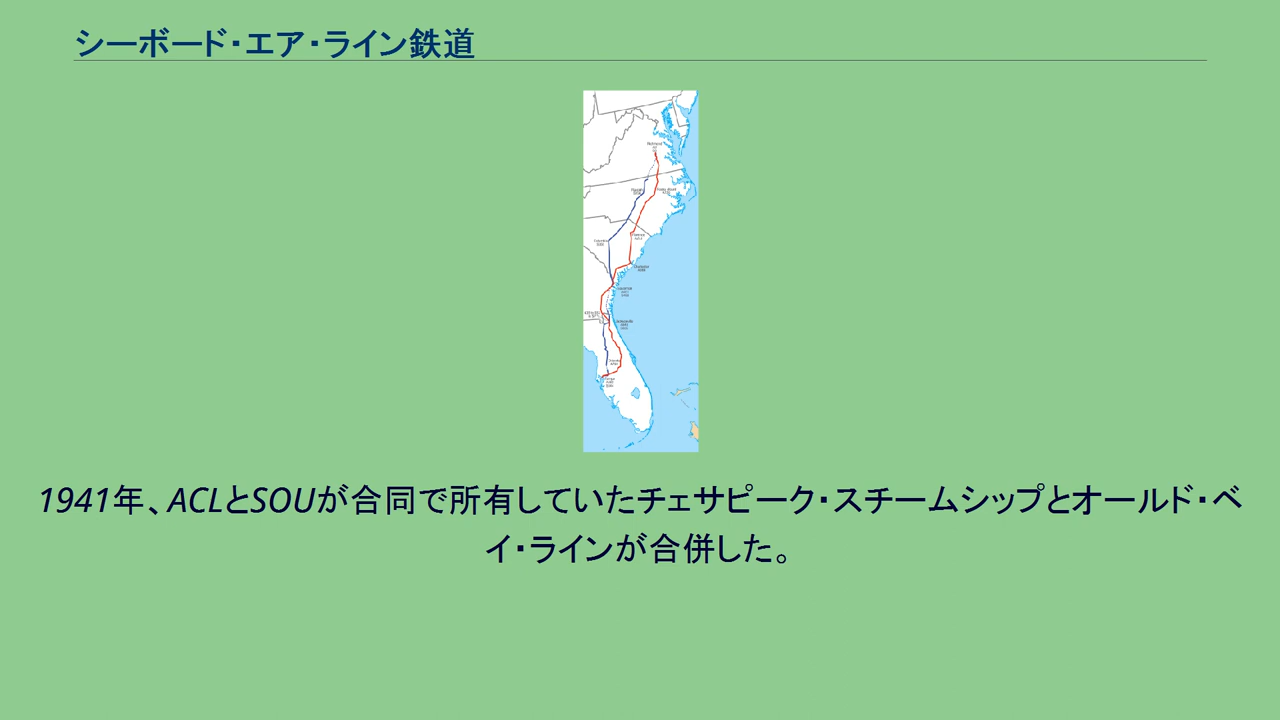 シーボード・エア・ライン鉄道
Richmond
Charleston
Jacksonville
1941年、ACLとSOUが合同で所有していたチェサピーク・スチームシップとオールド・ベ
イ・ラインが合併した。